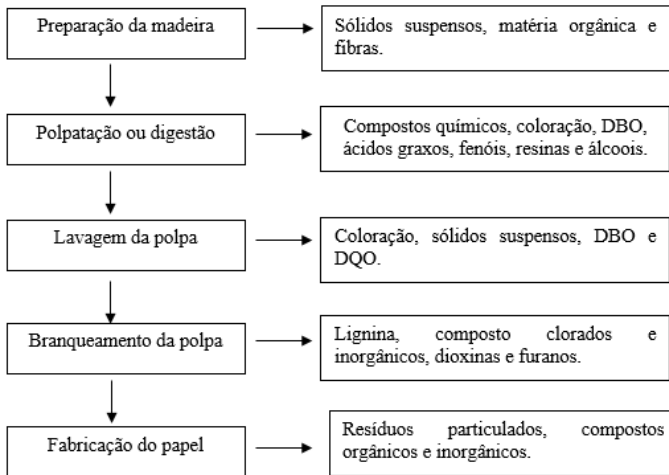 Preparação da madeira
Sólidos suspensos, matéria orgânica e
fibras.
Polpatação ou digestão
Compostos químicos, coloração, DBO,
ácidos graxos, fenóis, resinas e álcoois.
Lavagem da polpa
Coloração, sólidos suspensos, DBO e
DQO.
Branqueamento da polpa
Lignina, composto clorados e
inorgânicos, dioxinas e furanos.
Fabricação do papel
Resíduos particulados, compostos
orgânicos e inorgânicos.